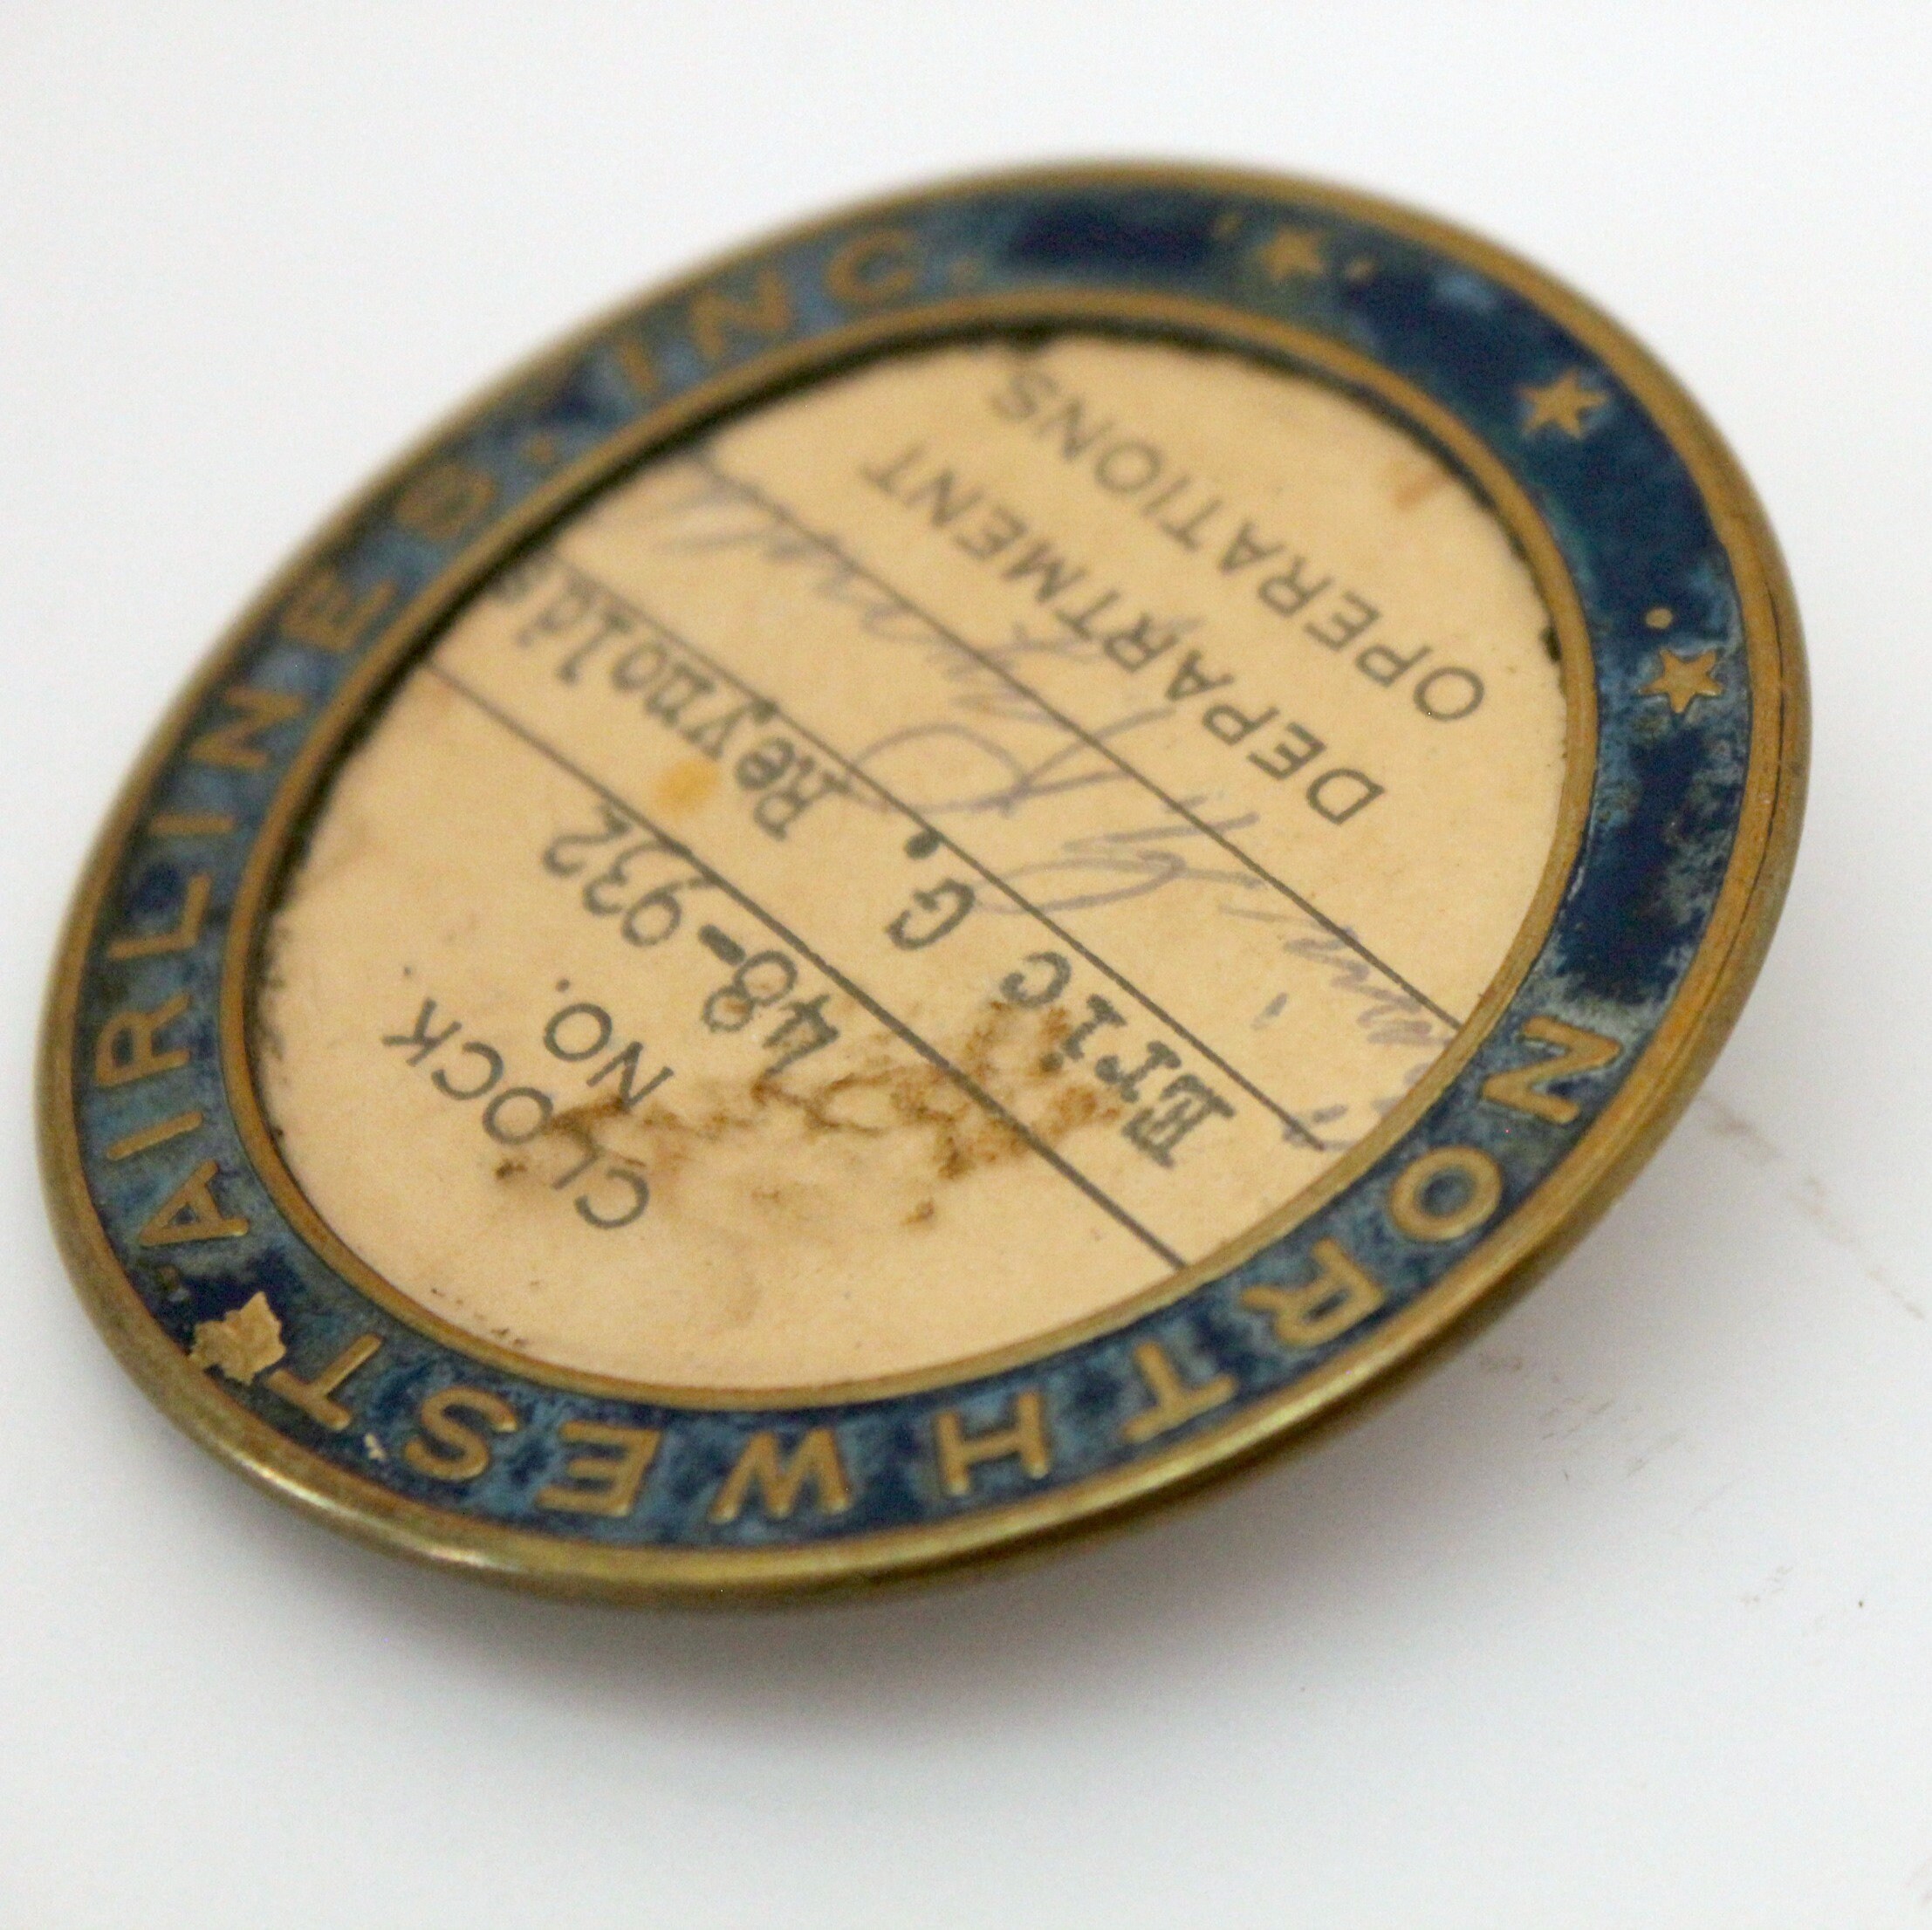 NORTHWEST AIRLINES, INC.
CLOCK
NO.
48-932
Eric G. Reynolds
DEPARTMENT
OPERATIONS